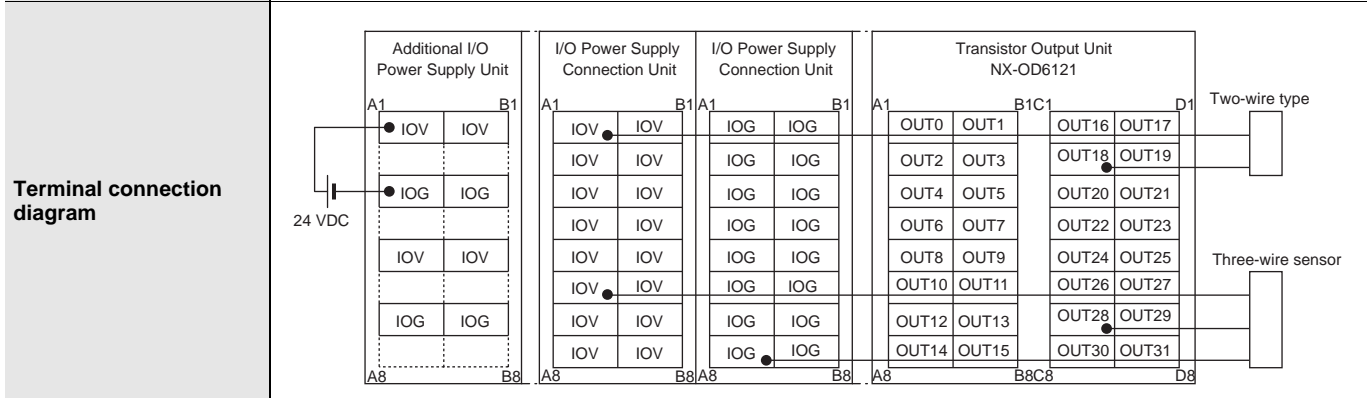 Terminal connection
diagram
Additional I/O
Power Supply Unit
I/O Power Supply
Connection Unit
I/O Power Supply
Connection Unit
Transistor Output Unit
NX-OD6121
A1 B1 A1 B1 A1 B1 A1 B1 C1 D1
Two-wire type
IOV IOV IOV IOV IOG IOG OUT0 OUT1 OUT16 OUT17
IOV IOV IOG IOG OUT2 OUT3 OUT18 OUT19
IOG IOG IOV IOV IOG IOG OUT4 OUT5 OUT20 OUT21
24 VDC
IOV IOV IOG IOG OUT6 OUT7 OUT22 OUT23
IOV IOV IOV IOV IOG IOG OUT8 OUT9 OUT24 OUT25
Three-wire sensor
IOV IOV IOG IOG OUT10 OUT11 OUT26 OUT27
IOG IOG IOV IOV IOG IOG OUT12 OUT13 OUT28 OUT29
IOV IOV IOG IOG OUT14 OUT15 OUT30 OUT31
A8 B8 A8 B8 A8 B8 A8 B8 C8 D8